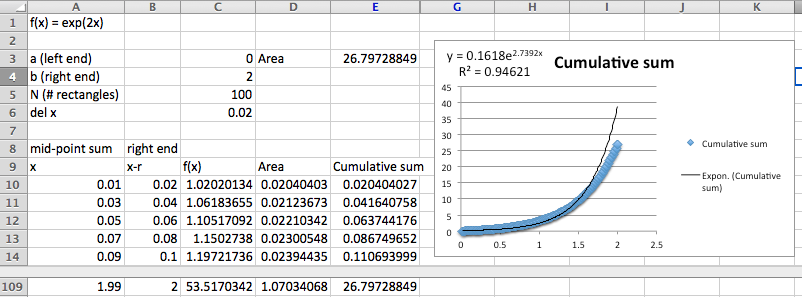 A B C D E G H I J K
1 f(x) = exp(2x)
2
3 a (left end) 0 Area 26.79728849
4 b (right end) 2
5 N (# rectangles) 100
6 del x 0.02
7
8 mid-point sum right end
9 x x-r f(x) Area Cumulative sum
10 0.01 0.02 1.02020134 0.02040403 0.020404027
11 0.03 0.04 1.06183655 0.02123673 0.041640758
12 0.05 0.06 1.10517092 0.02210342 0.063744176
13 0.07 0.08 1.1502738 0.02300548 0.086749652
14 0.09 0.1 1.19721736 0.02394435 0.110693999
109 1.99 2 53.5170342 1.07034068 26.79728849
y = 0.1618e^2.7392x
R² = 0.94621
Cumulative sum
45
40
35
30
25
20
15
10
5
0
0 0.5 1 1.5 2 2.5
Cumulative sum
Expon. (Cumulative
sum)